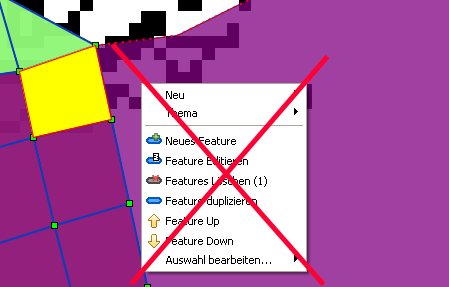 Neu
Thema
Neues Feature
Feature Editieren
Features Löschen (1)
Feature duplizieren
Feature Up
Feature Down
Auswahl bearbeiten...